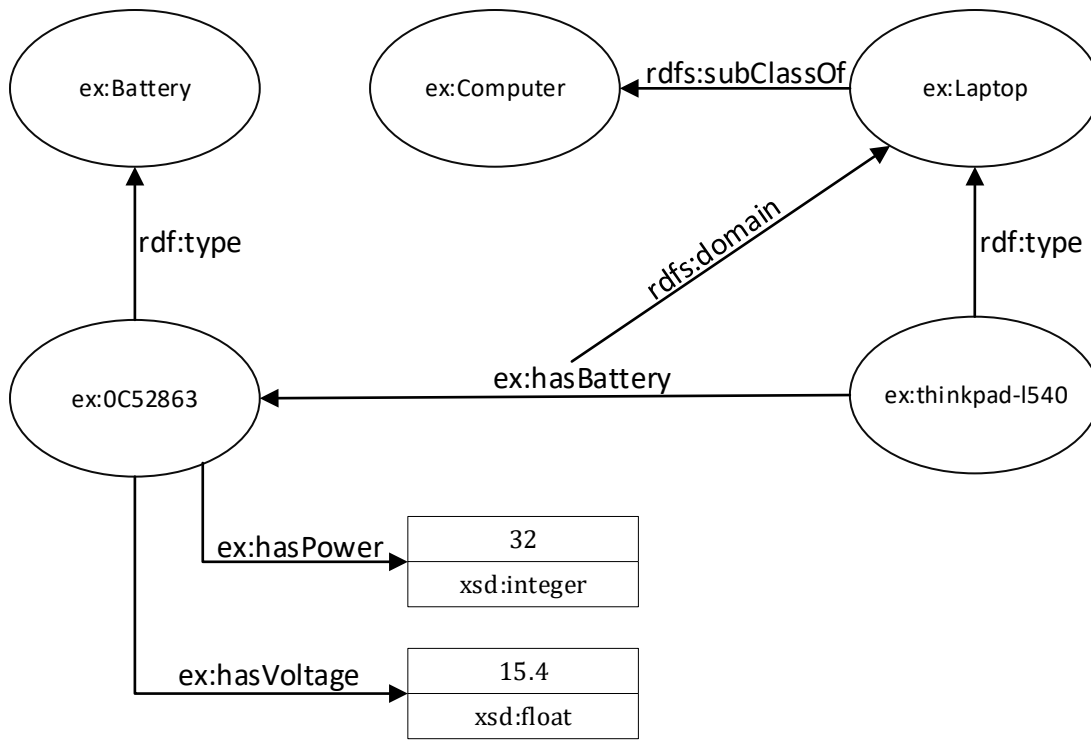 ex:Battery
ex:Computer
rdfs:subClassOf
ex:Laptop
rdf:type
rdfs:domain
rdf:type
ex:0C52863
ex:hasBattery
ex:thinkpad-l540
ex:hasPower
32
xsd:integer
ex:hasVoltage
15.4
xsd:float